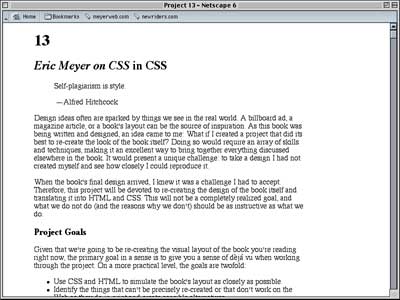 Project 13 - Netscape 6
Home Bookmarks meyerweb.com newriders.com
13
Eric Meyer on CSS in CSS
Self-plagiarism is style.
—Alfred Hitchcock
Design ideas often are sparked by things we see in the real world. A billboard ad, a
magazine article, or a book's layout can be the source of inspiration. As this book was
being written and designed, an idea came to me: What if I created a project that did its
best to re-create the look of the book itself? Doing so would require an array of skills
and techniques, making it an excellent way to bring together everything discussed
elsewhere in the book. It would present a unique challenge: to take a design I had not
created myself and see how closely I could reproduce it.
When the book's final design arrived, I knew it was a challenge I had to accept.
Therefore, this project will be devoted to re-creating the design of the book itself and
translating it into HTML and CSS. This will not be a completely realized goal, and
what we do not do (and the reasons why we don't) should be as instructive as what we
do.
Project Goals
Given that we're going to be re-creating the visual layout of the book you're reading
right now, the primary goal in a sense is to give you a sense of déjà vu when working
through the project. On a more practical level, the goals are twofold:
• Use CSS and HTML to simulate the book's layout as closely as possible.
• Identify the things that can't be precisely re-created or that don't work on the